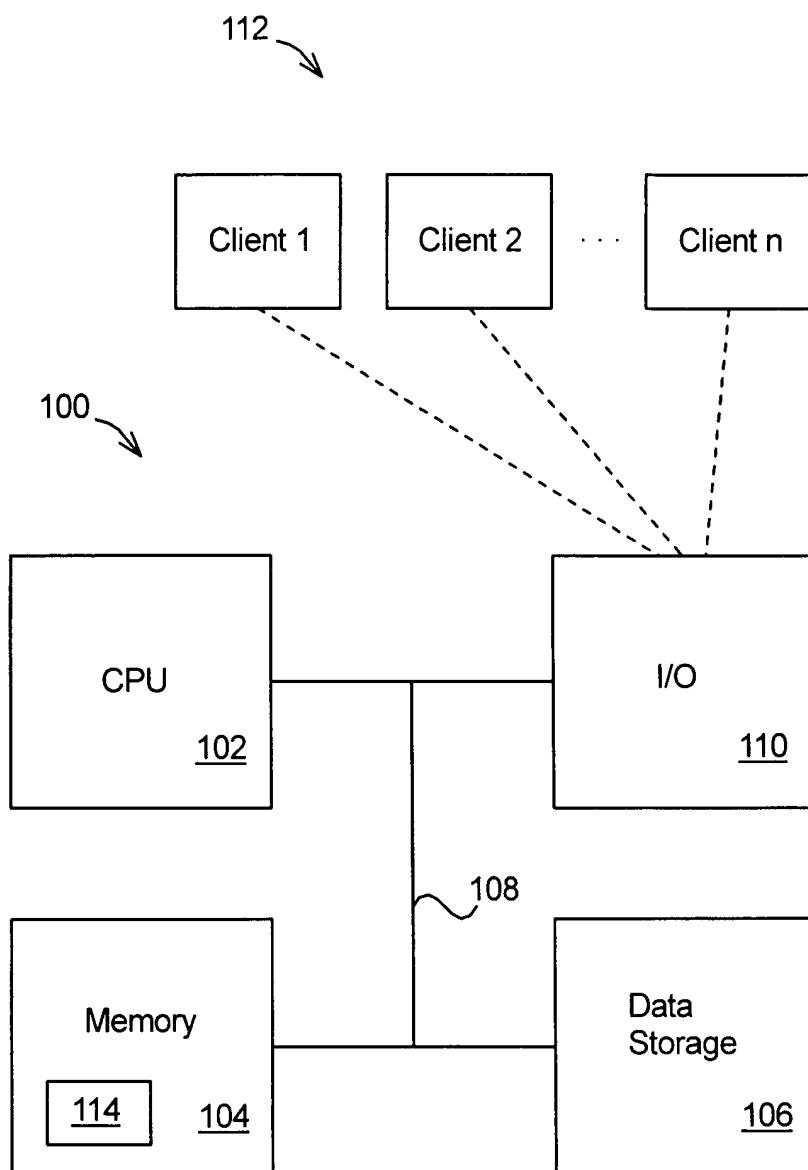 112
Client 1 Client 2 . . . Client n
100
CPU
102
I/O
110
108
Memory
114
104
Data
Storage
106